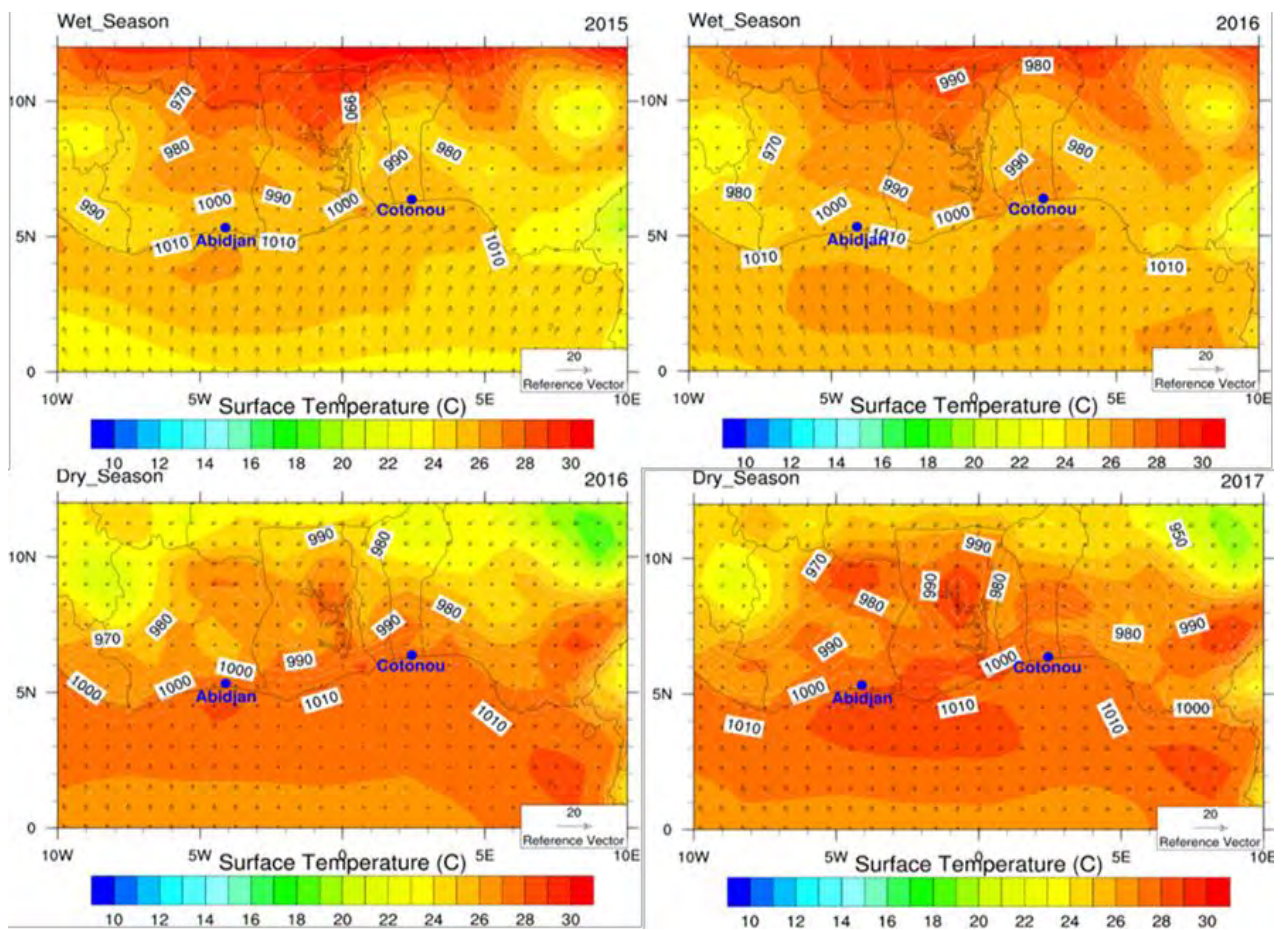 Wet_Season 2015
970
990
10N
980
990
980
990
1000
990
1000
Cotonou
1010
Abidjan
1010
1010
5N
0
20
Reference Vector
10W 5W 0 5E 10E
Surface Temperature (C)
10 12 14 16 18 20 22 24 26 28 30
Wet_Season 2016
980
990
10N
970
980
990
980
990
1000
1000
Cotonou
Abidjan
1010
1010
1010
5N
0
20
Reference Vector
10W 5W 0 5E 10E
Surface Temperature (C)
10 12 14 16 18 20 22 24 26 28 30
Dry_Season 2016
990
980
10N
980
970
990
980
990
1000
1000
1000
Cotonou
Abidjan
1010
1010
5N
0
20
Reference Vector
10W 5W 0 5E 10E
Surface Temperature (C)
10 12 14 16 18 20 22 24 26 28 30
Dry_Season 2017
950
990
970
10N
990
980
980
990
980
990
1000
Cotonou
1000
Abidjan
1010
1000
1010
1010
5N
0
20
Reference Vector
10W 5W 0 5E 10E
Surface Temperature (C)
10 12 14 16 18 20 22 24 26 28 30